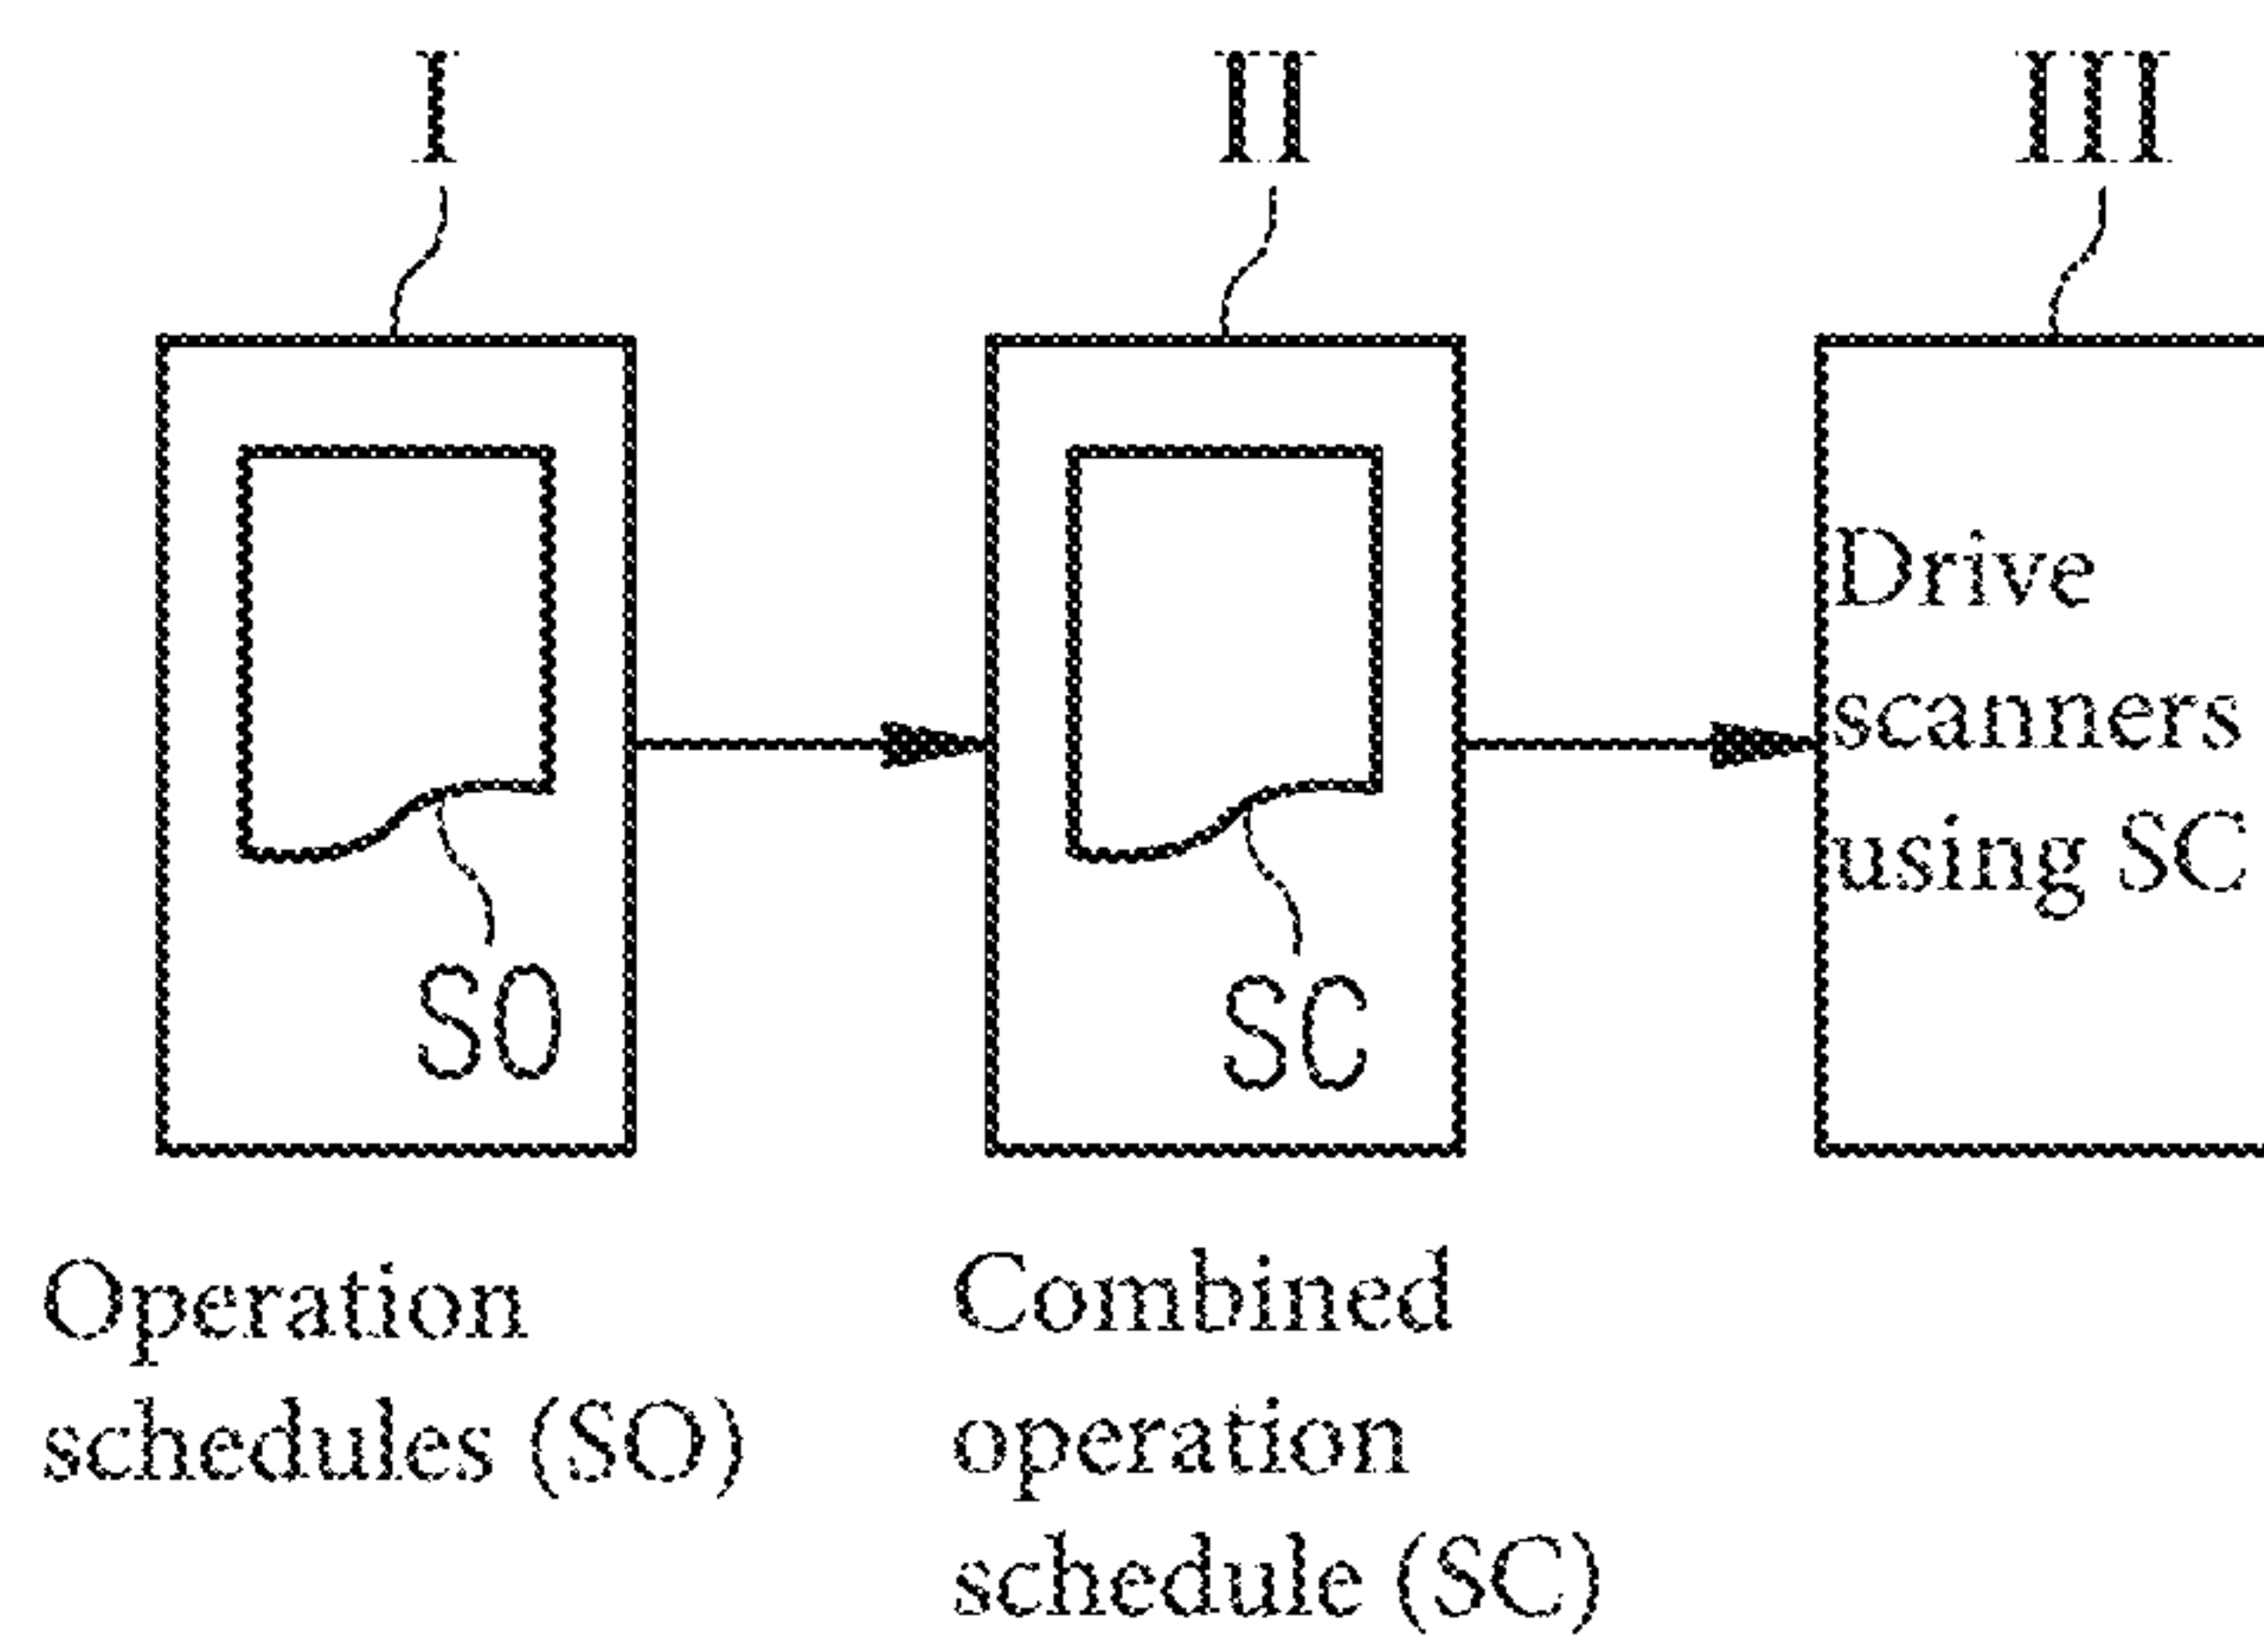 I
II
III
Drive
scanners
using SC
SO
SC
Operation
schedules (SO)
Combined
operation
schedule (SC)